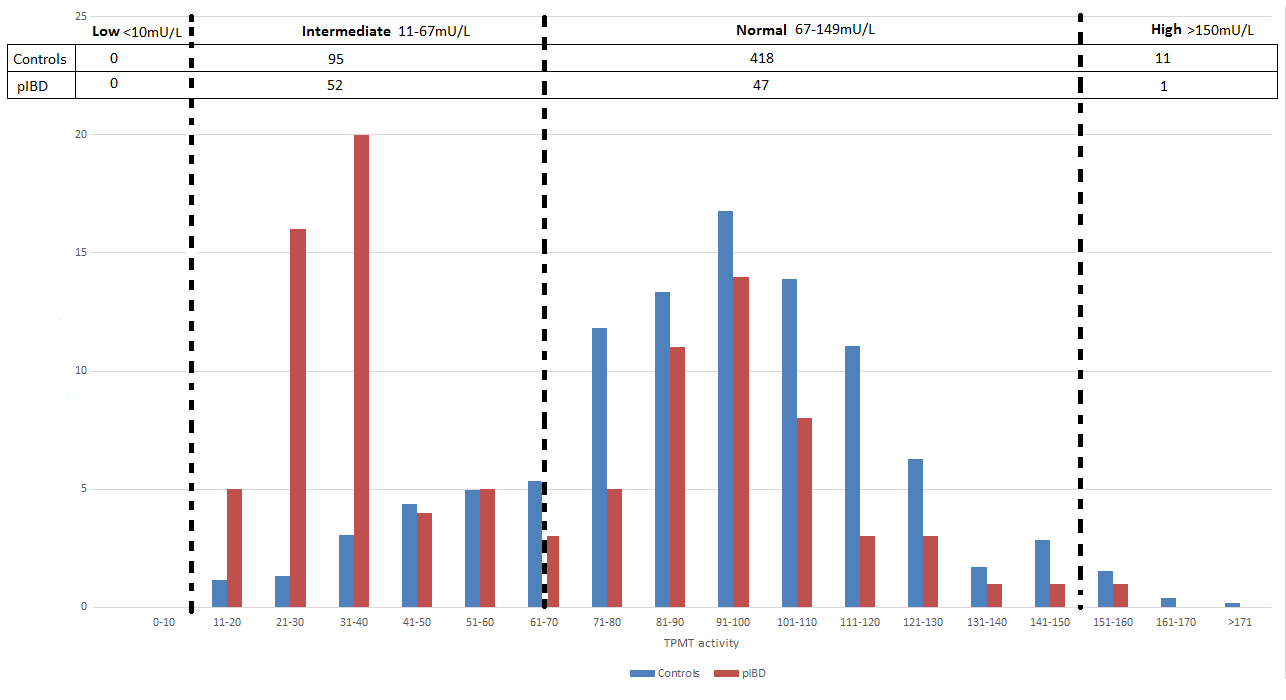 25
Low <10mU/L Intermediate 11-67mU/L Normal 67-149mU/L High >150mU/L
Controls 0 95 418 11
pIBD 0 52 47 1
20
15
10
5
0
0-10 11-20 21-30 31-40 41-50 51-60 61-70 71-80 81-90 91-100 101-110 111-120 121-130 131-140 141-150 151-160 161-170 >171
TPMT activity
Controls pIBD